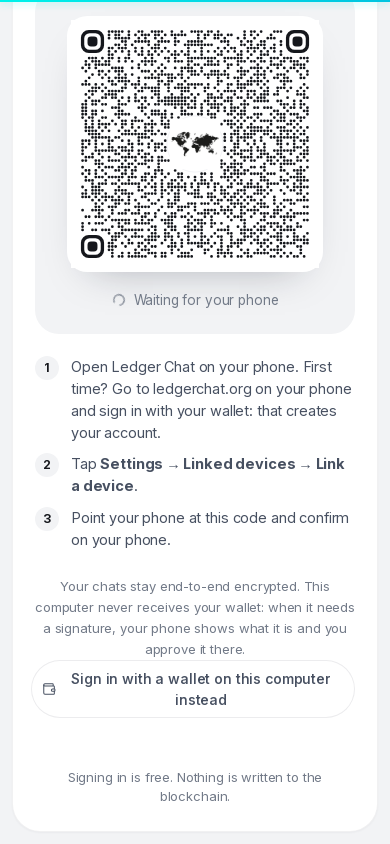 Waiting for your phone
1 Open Ledger Chat on your phone. First
time? Go to ledgerchat.org on your phone
and sign in with your wallet: that creates
your account.
2 Tap Settings → Linked devices → Link
a device.
3 Point your phone at this code and confirm
on your phone.
Your chats stay end-to-end encrypted. This
computer never receives your wallet: when it needs
a signature, your phone shows what it is and you
approve it there.
Sign in with a wallet on this computer
instead
Signing in is free. Nothing is written to the
blockchain.